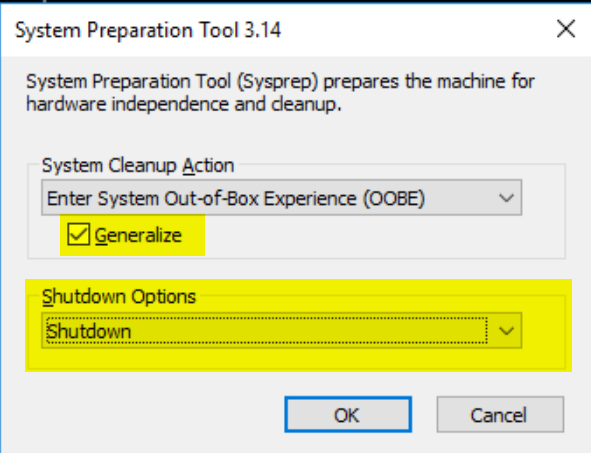 System Preparation Tool 3.14
System Preparation Tool (Sysprep) prepares the machine for
hardware independence and cleanup.
System Cleanup Action
Enter System Out-of-Box Experience (OOBE)
Generalize
Shutdown Options
Shutdown
OK Cancel